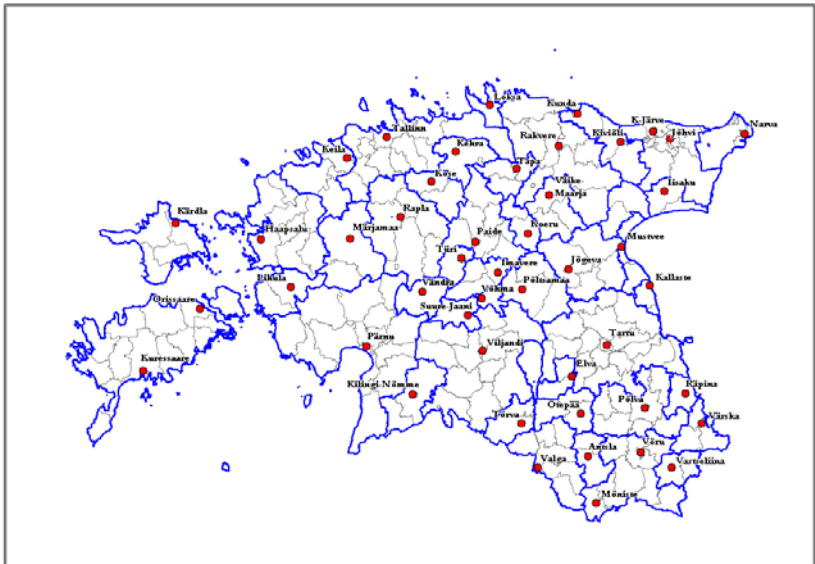 Loksa
Kunda
K-Järve
Jõhvi
Narva
Tallinn
Rakvere
Kiviõli
Keila
Kehra
Tapa
Kose
Väike
Maarja
Iisaku
Kärdla
Rapla
Haapsalu
Märjamaa
Paide
Koeru
Mustvee
Türi
Imavere
Jõgeva
Lihula
Vändra
Võhma
Põltsamaa
Kallaste
Orissaare
Suure-Jaani
Pärnu
Viljandi
Tartu
Kuressaare
Elva
Kilingi-Nõmme
Räpina
Otepää
Põlva
Tõrva
Värska
Antsla
Võru
Valga
Vastseliina
Mõniste